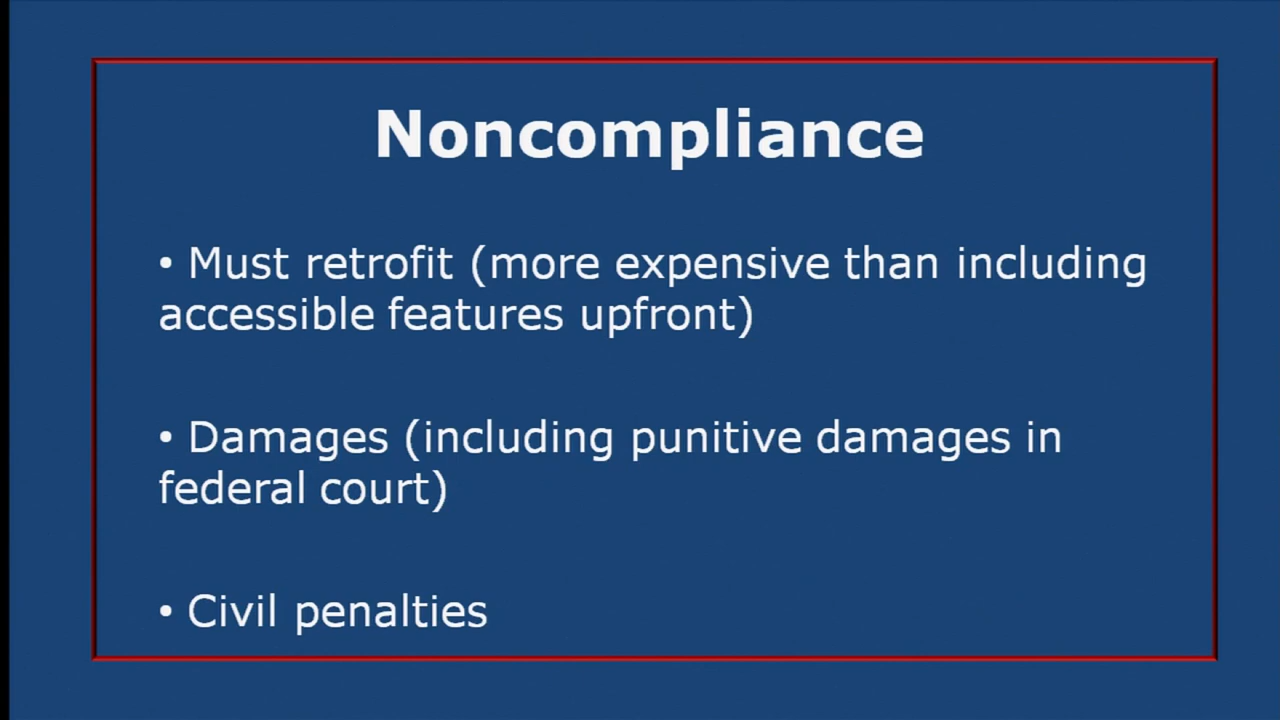 Noncompliance
• Must retrofit (more expensive than including
accessible features upfront)
• Damages (including punitive damages in
federal court)
• Civil penalties